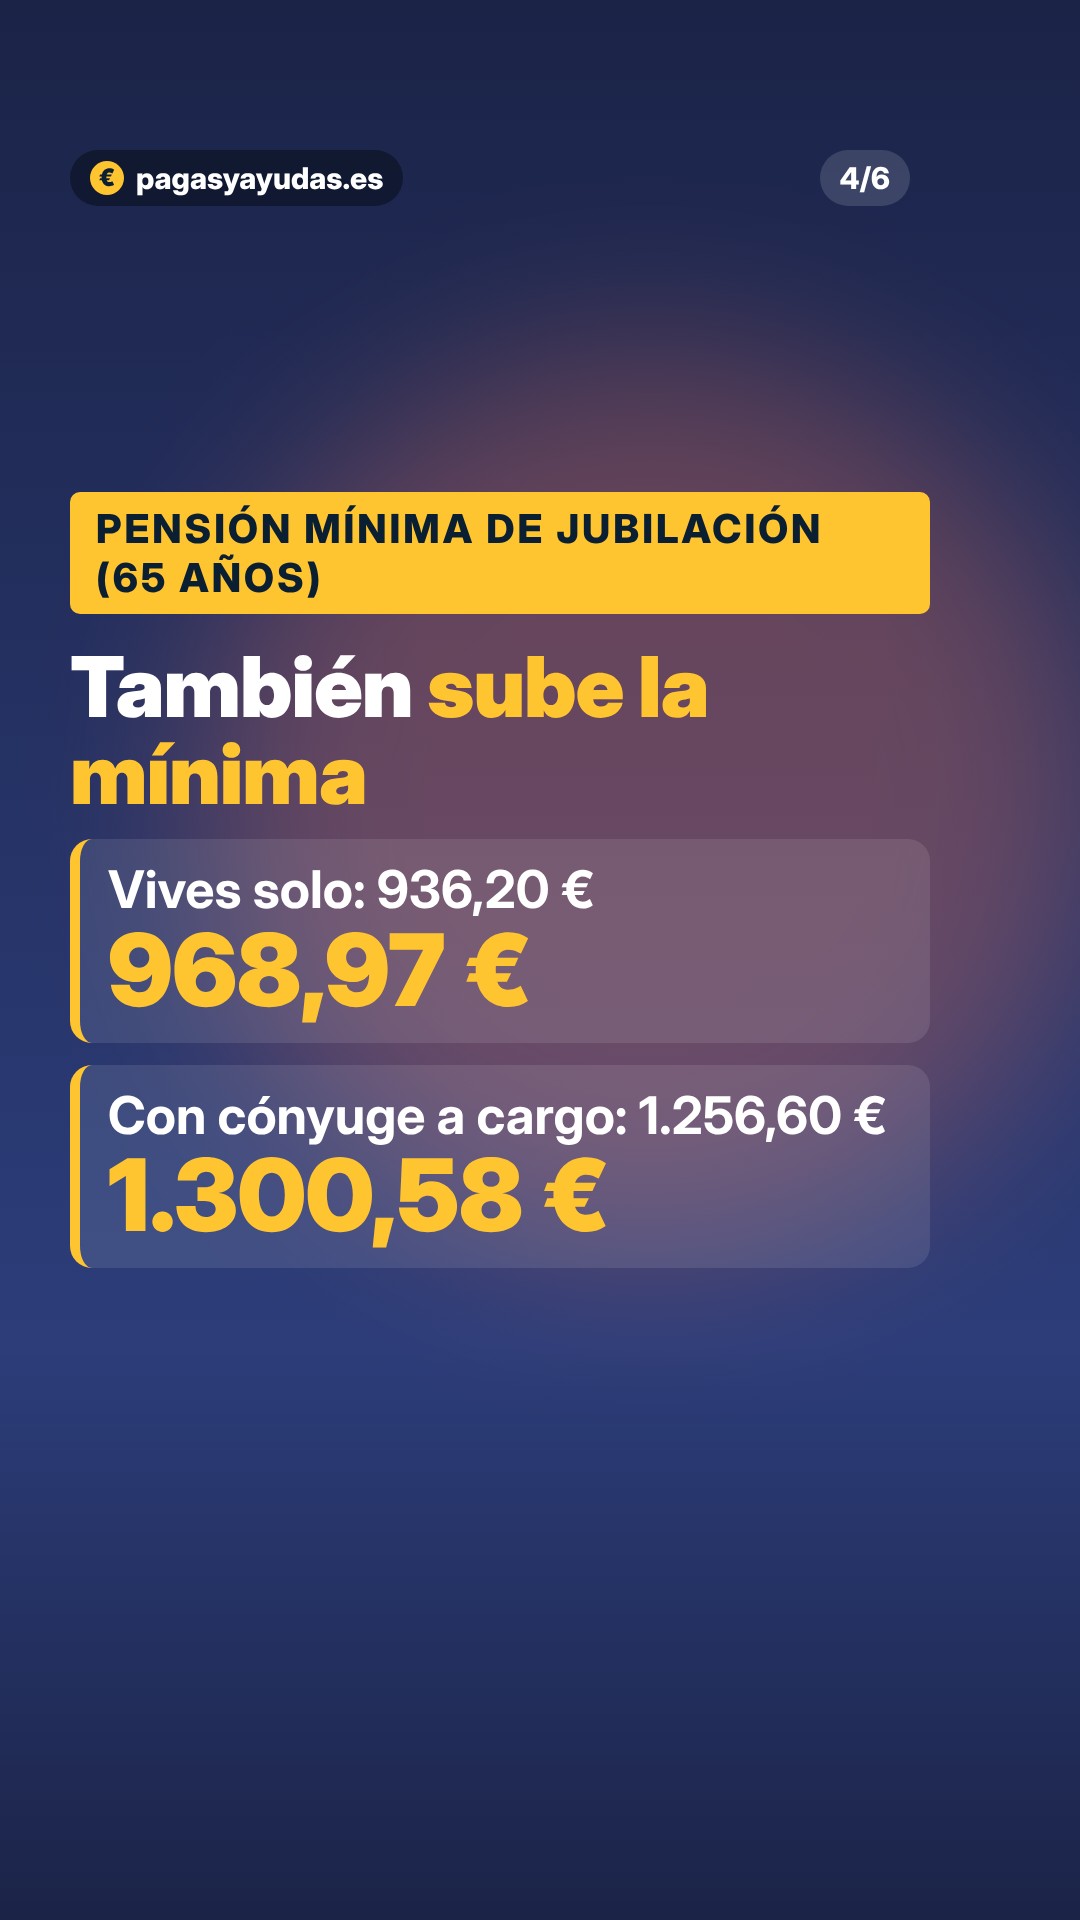 € pagasyayudas.es
4/6
PENSIÓN MÍNIMA DE JUBILACIÓN
(65 AÑOS)
También sube la
mínima
Vives solo: 936,20 €
968,97 €
Con cónyuge a cargo: 1.256,60 €
1.300,58 €